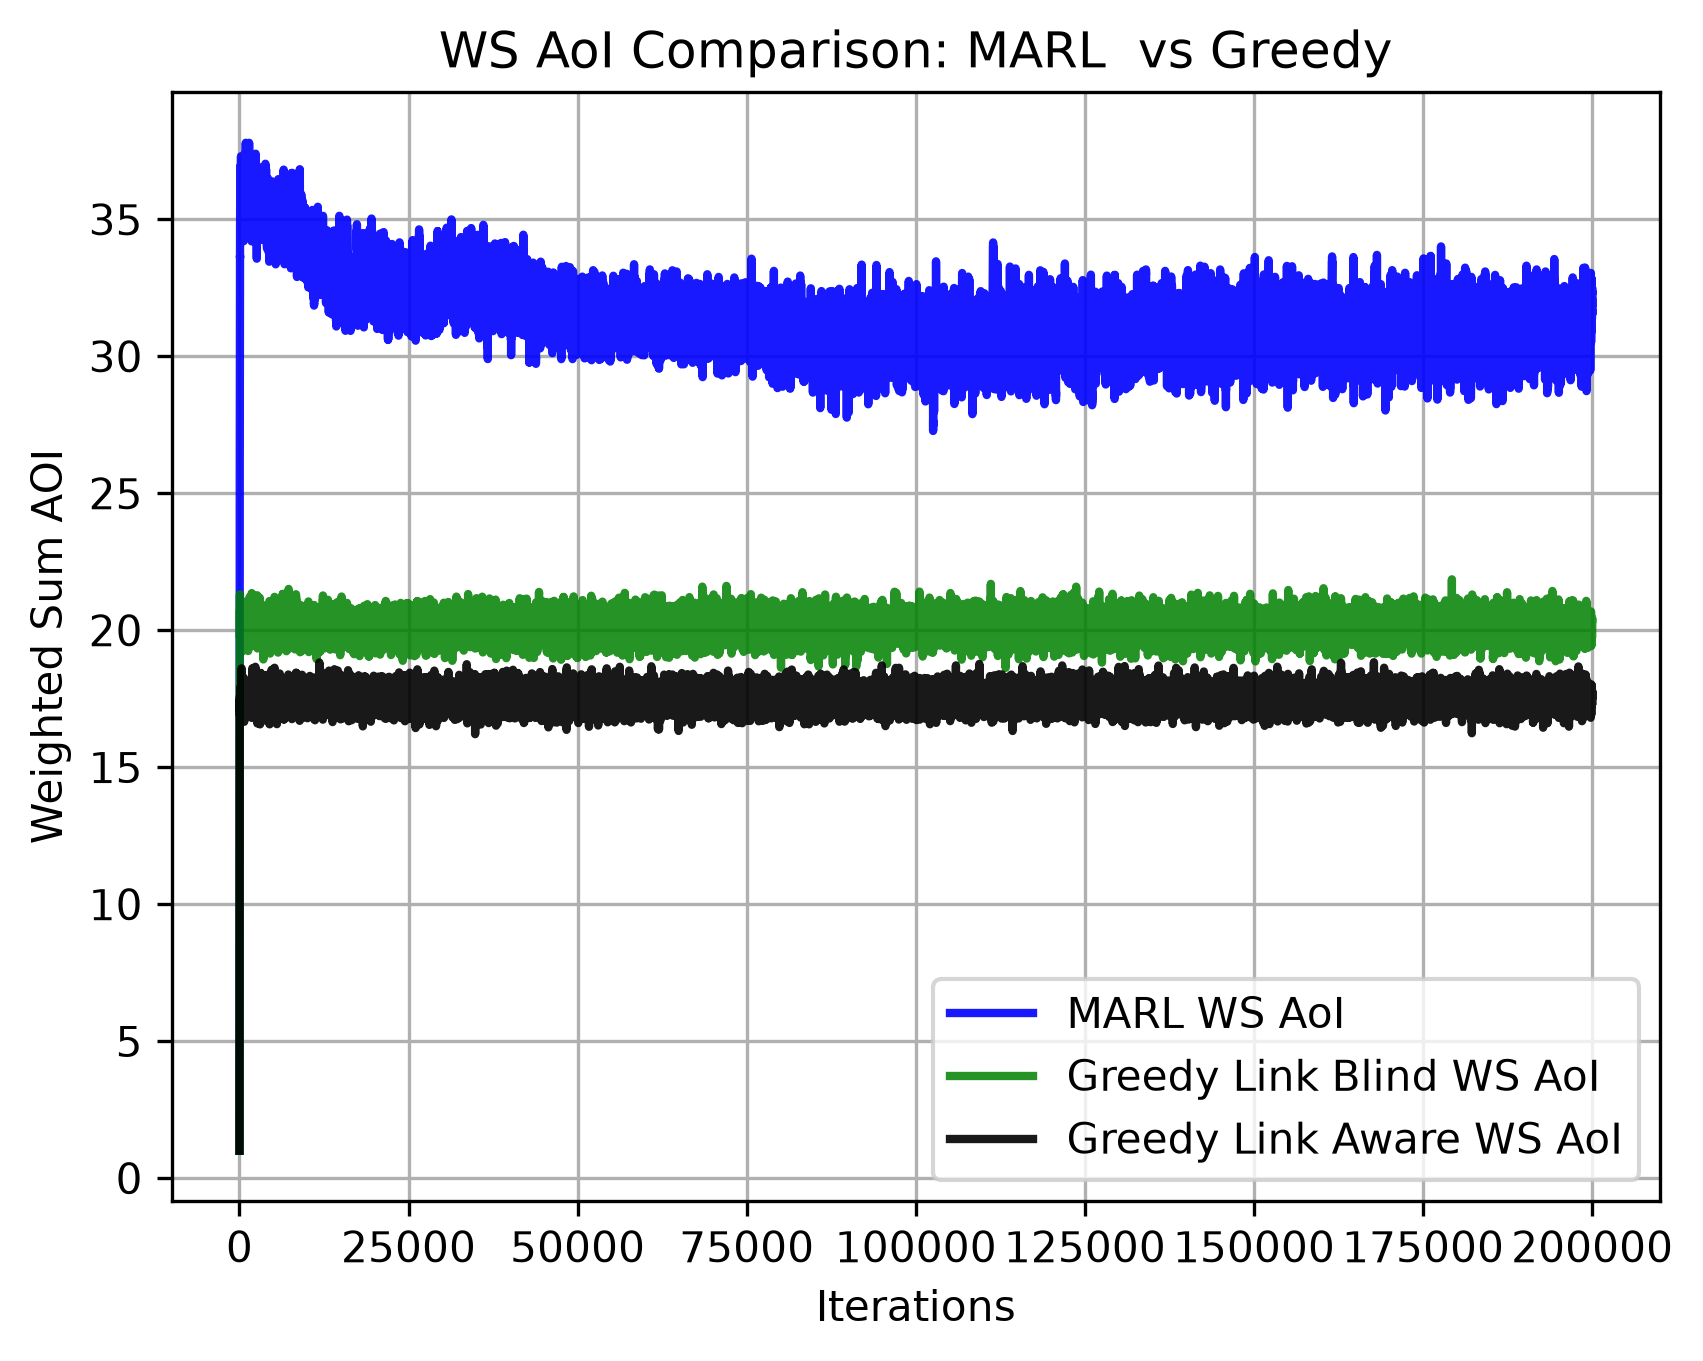 WS AoI Comparison: MARL  vs Greedy
Weighted Sum AOI
35
30
25
20
15
10
5
0
MARL WS AoI
Greedy Link Blind WS AoI
Greedy Link Aware WS AoI
0 25000 50000 75000 100000 125000 150000 175000 200000
Iterations